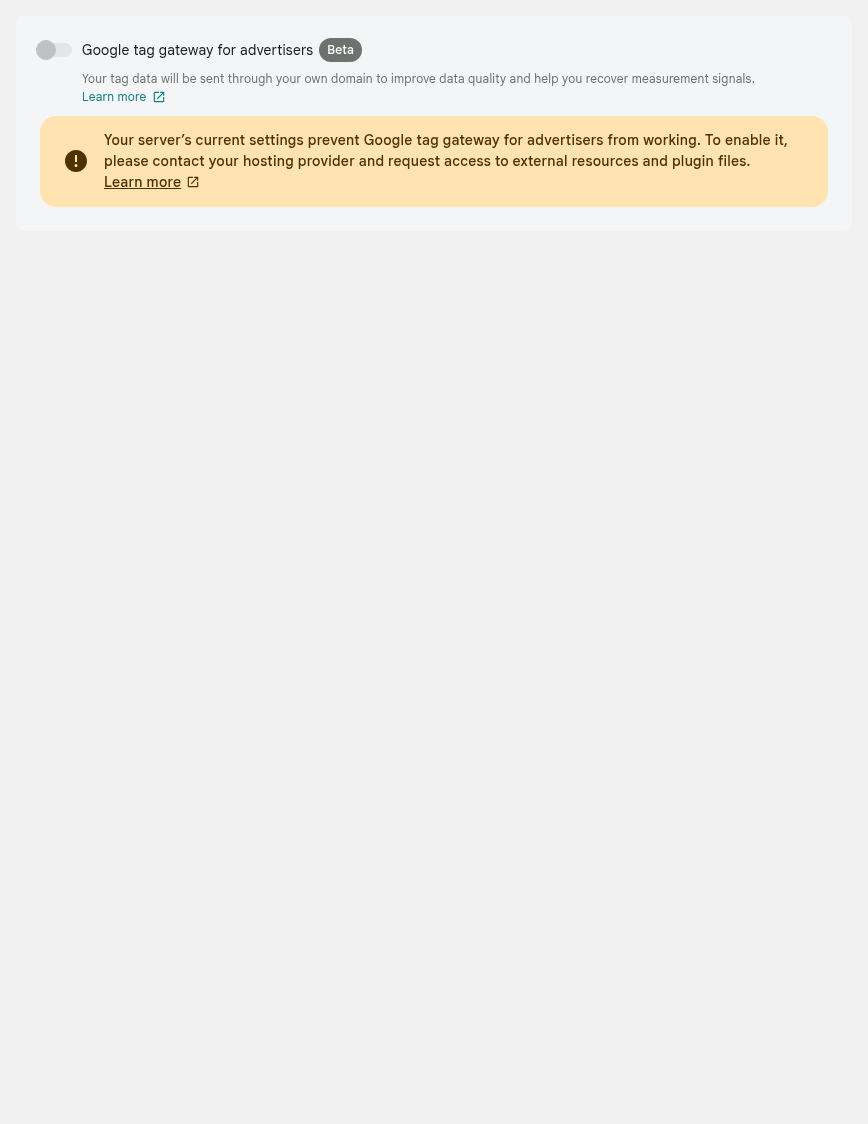 Google tag gateway for advertisers Beta
Your tag data will be sent through your own domain to improve data quality and help you recover measurement signals.
Learn more
Your server’s current settings prevent Google tag gateway for advertisers from working. To enable it,
please contact your hosting provider and request access to external resources and plugin files.
Learn more